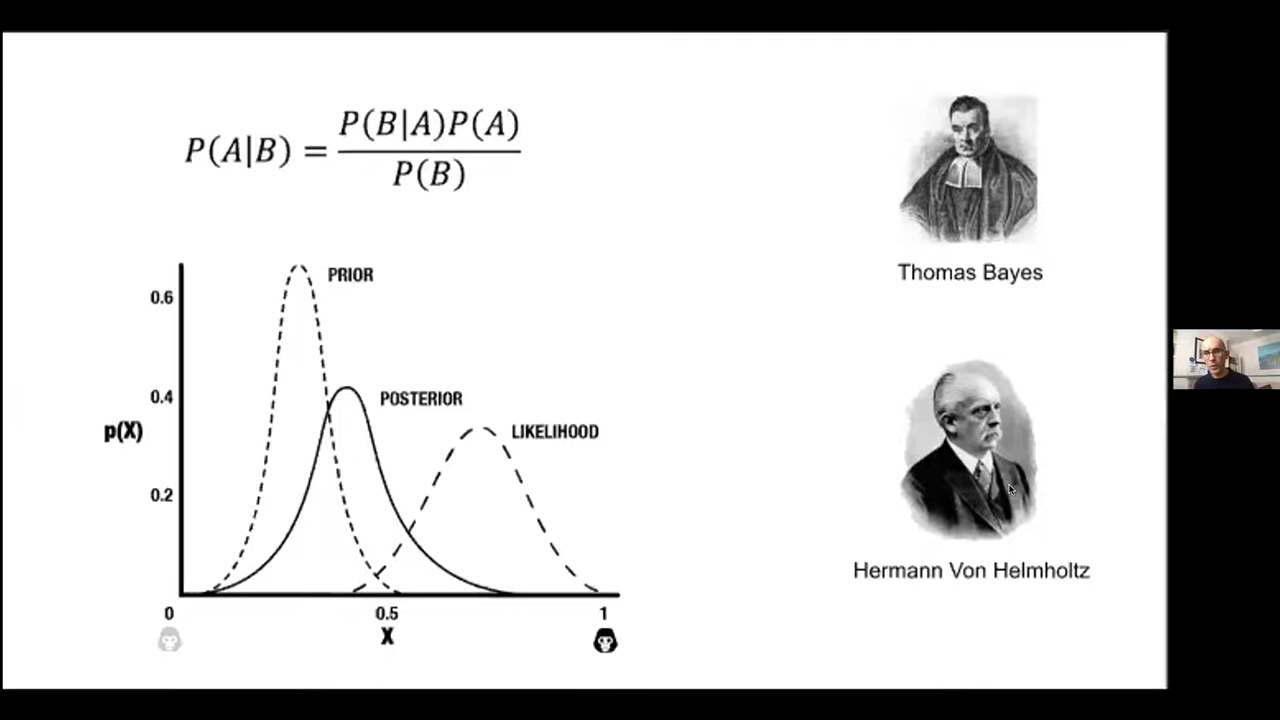 P(A|B) = P(B|A)P(A)
P(B)
PRIOR
0.6
0.4
POSTERIOR
p(X)
LIKELIHOOD
0.2
0
0.5
1
X
Thomas Bayes
Hermann Von Helmholtz